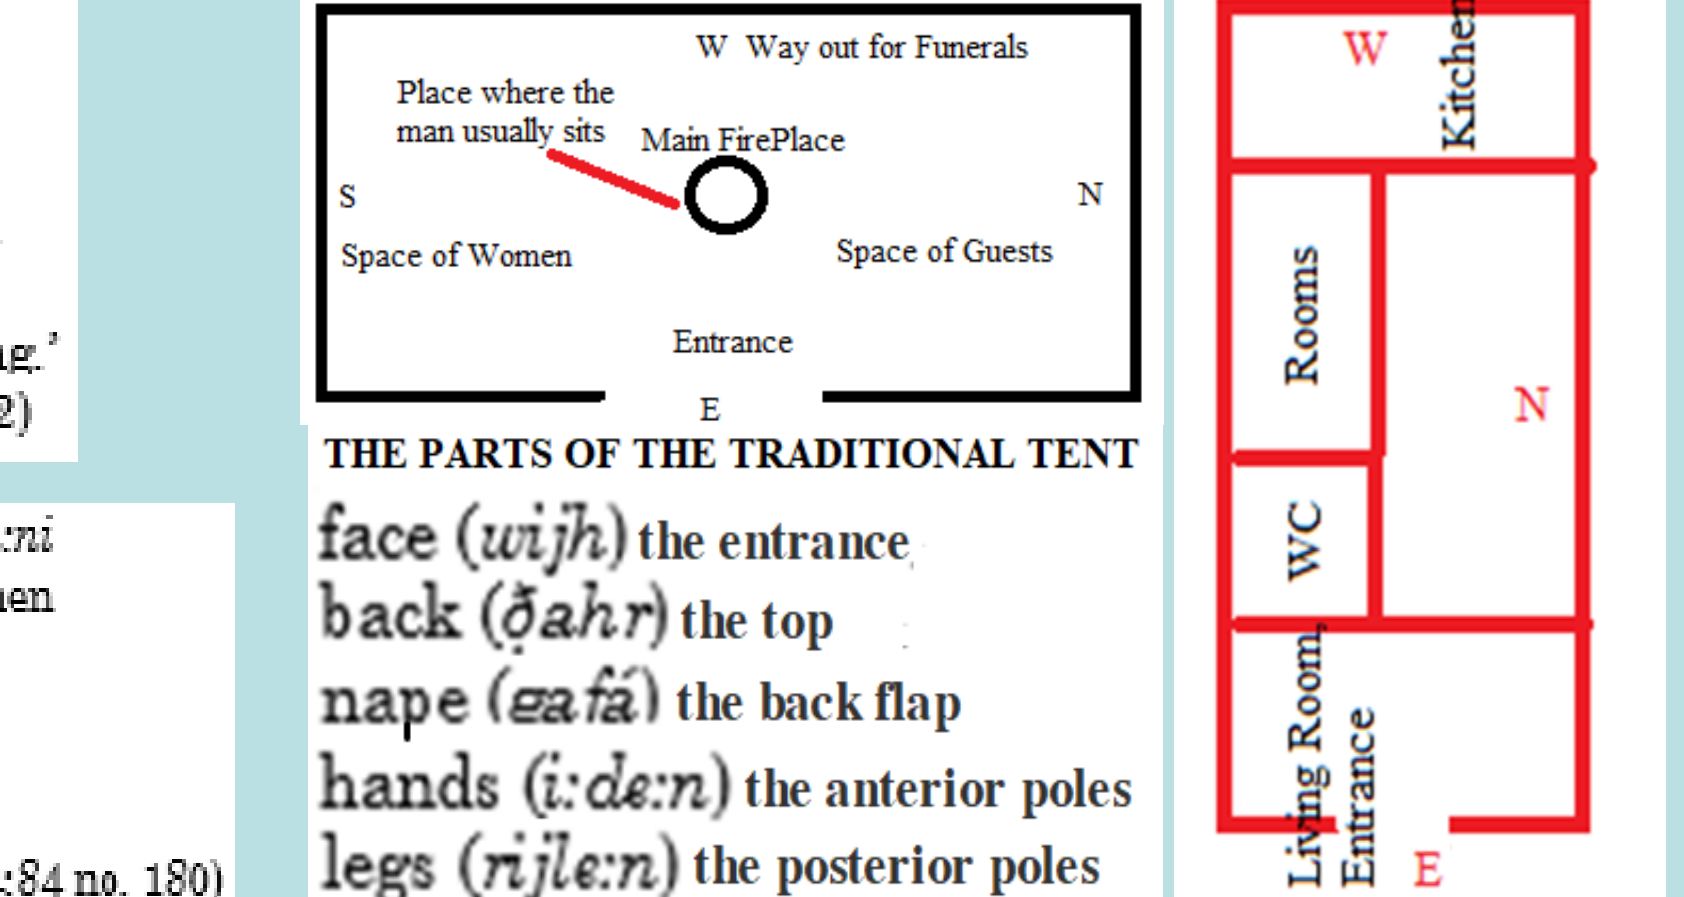 2)
:ni
:84 no. 180)
W Way out for Funerals
Place where the
man usually sits
Main FirePlace
S
N
Space of Women
Space of Guests
Entrance
E
THE PARTS OF THE TRADITIONAL TENT
face (wijh) the entrance
back (ð̣ahr) the top
nape (gafá) the back flap
hands (i:de:n) the anterior poles
legs (rijle:n) the posterior poles
W
Kitchen
Rooms
N
WC
Living Room,
Entrance
E